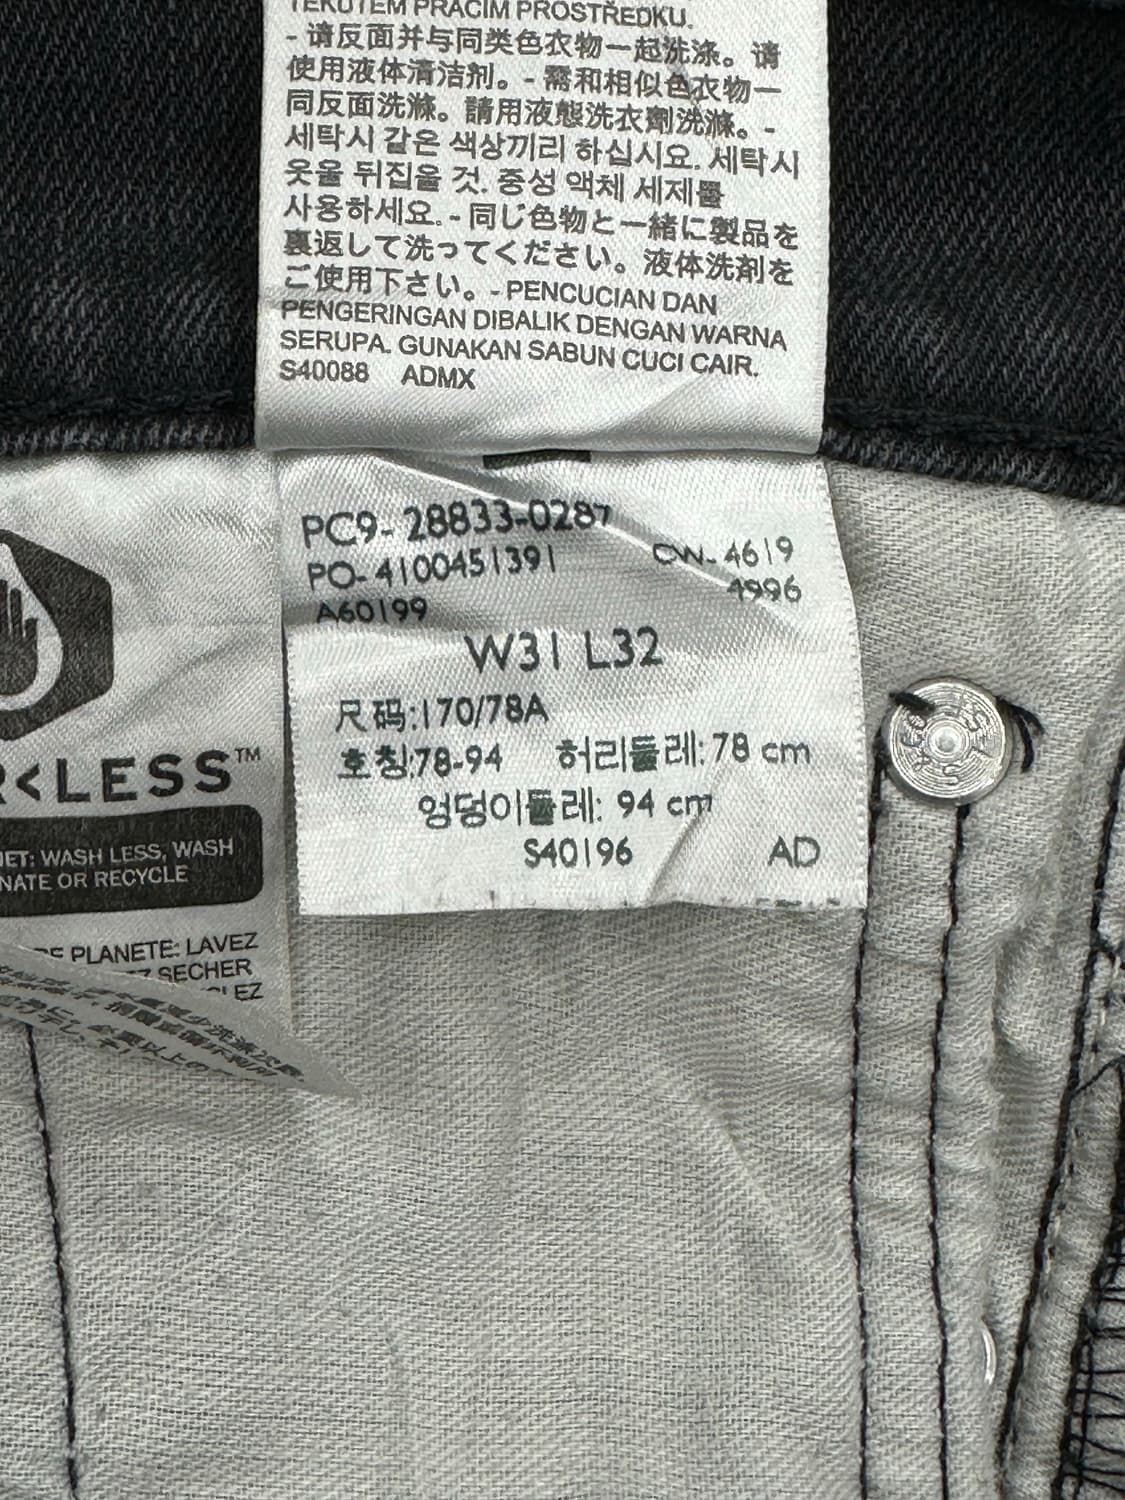 TEKUTÉM PRACÍM PROSTŘEDKU.
- 请反面并与同类色衣物一起洗涤。请
使用液体清洁剂。- 需和相似色衣物一
同反面洗滌。請用液態洗衣劑洗滌。-
세탁시 같은 색상끼리 하십시요. 세탁시
옷을 뒤집을 것. 중성 액체 세제를
사용하세요. - 同じ色物と一緒に製品を
裏返して洗ってください。液体洗剤を
ご使用下さい。- PENCUCIAN DAN
PENGERINGAN DIBALIK DENGAN WARNA
SERUPA. GUNAKAN SABUN CUCI CAIR.
S40088 ADMX
PC9- 28833-0287
CW- 4619
PO- 4100451391
4996
A60199
W31 L32
尺码:170/78A
호칭:78-94 허리둘레: 78 cm
엉덩이둘레: 94 cm
S40196 AD
<LESS™
ET: WASH LESS, WASH
NATE OR RECYCLE
PLANETE: LAVEZ
SECHER